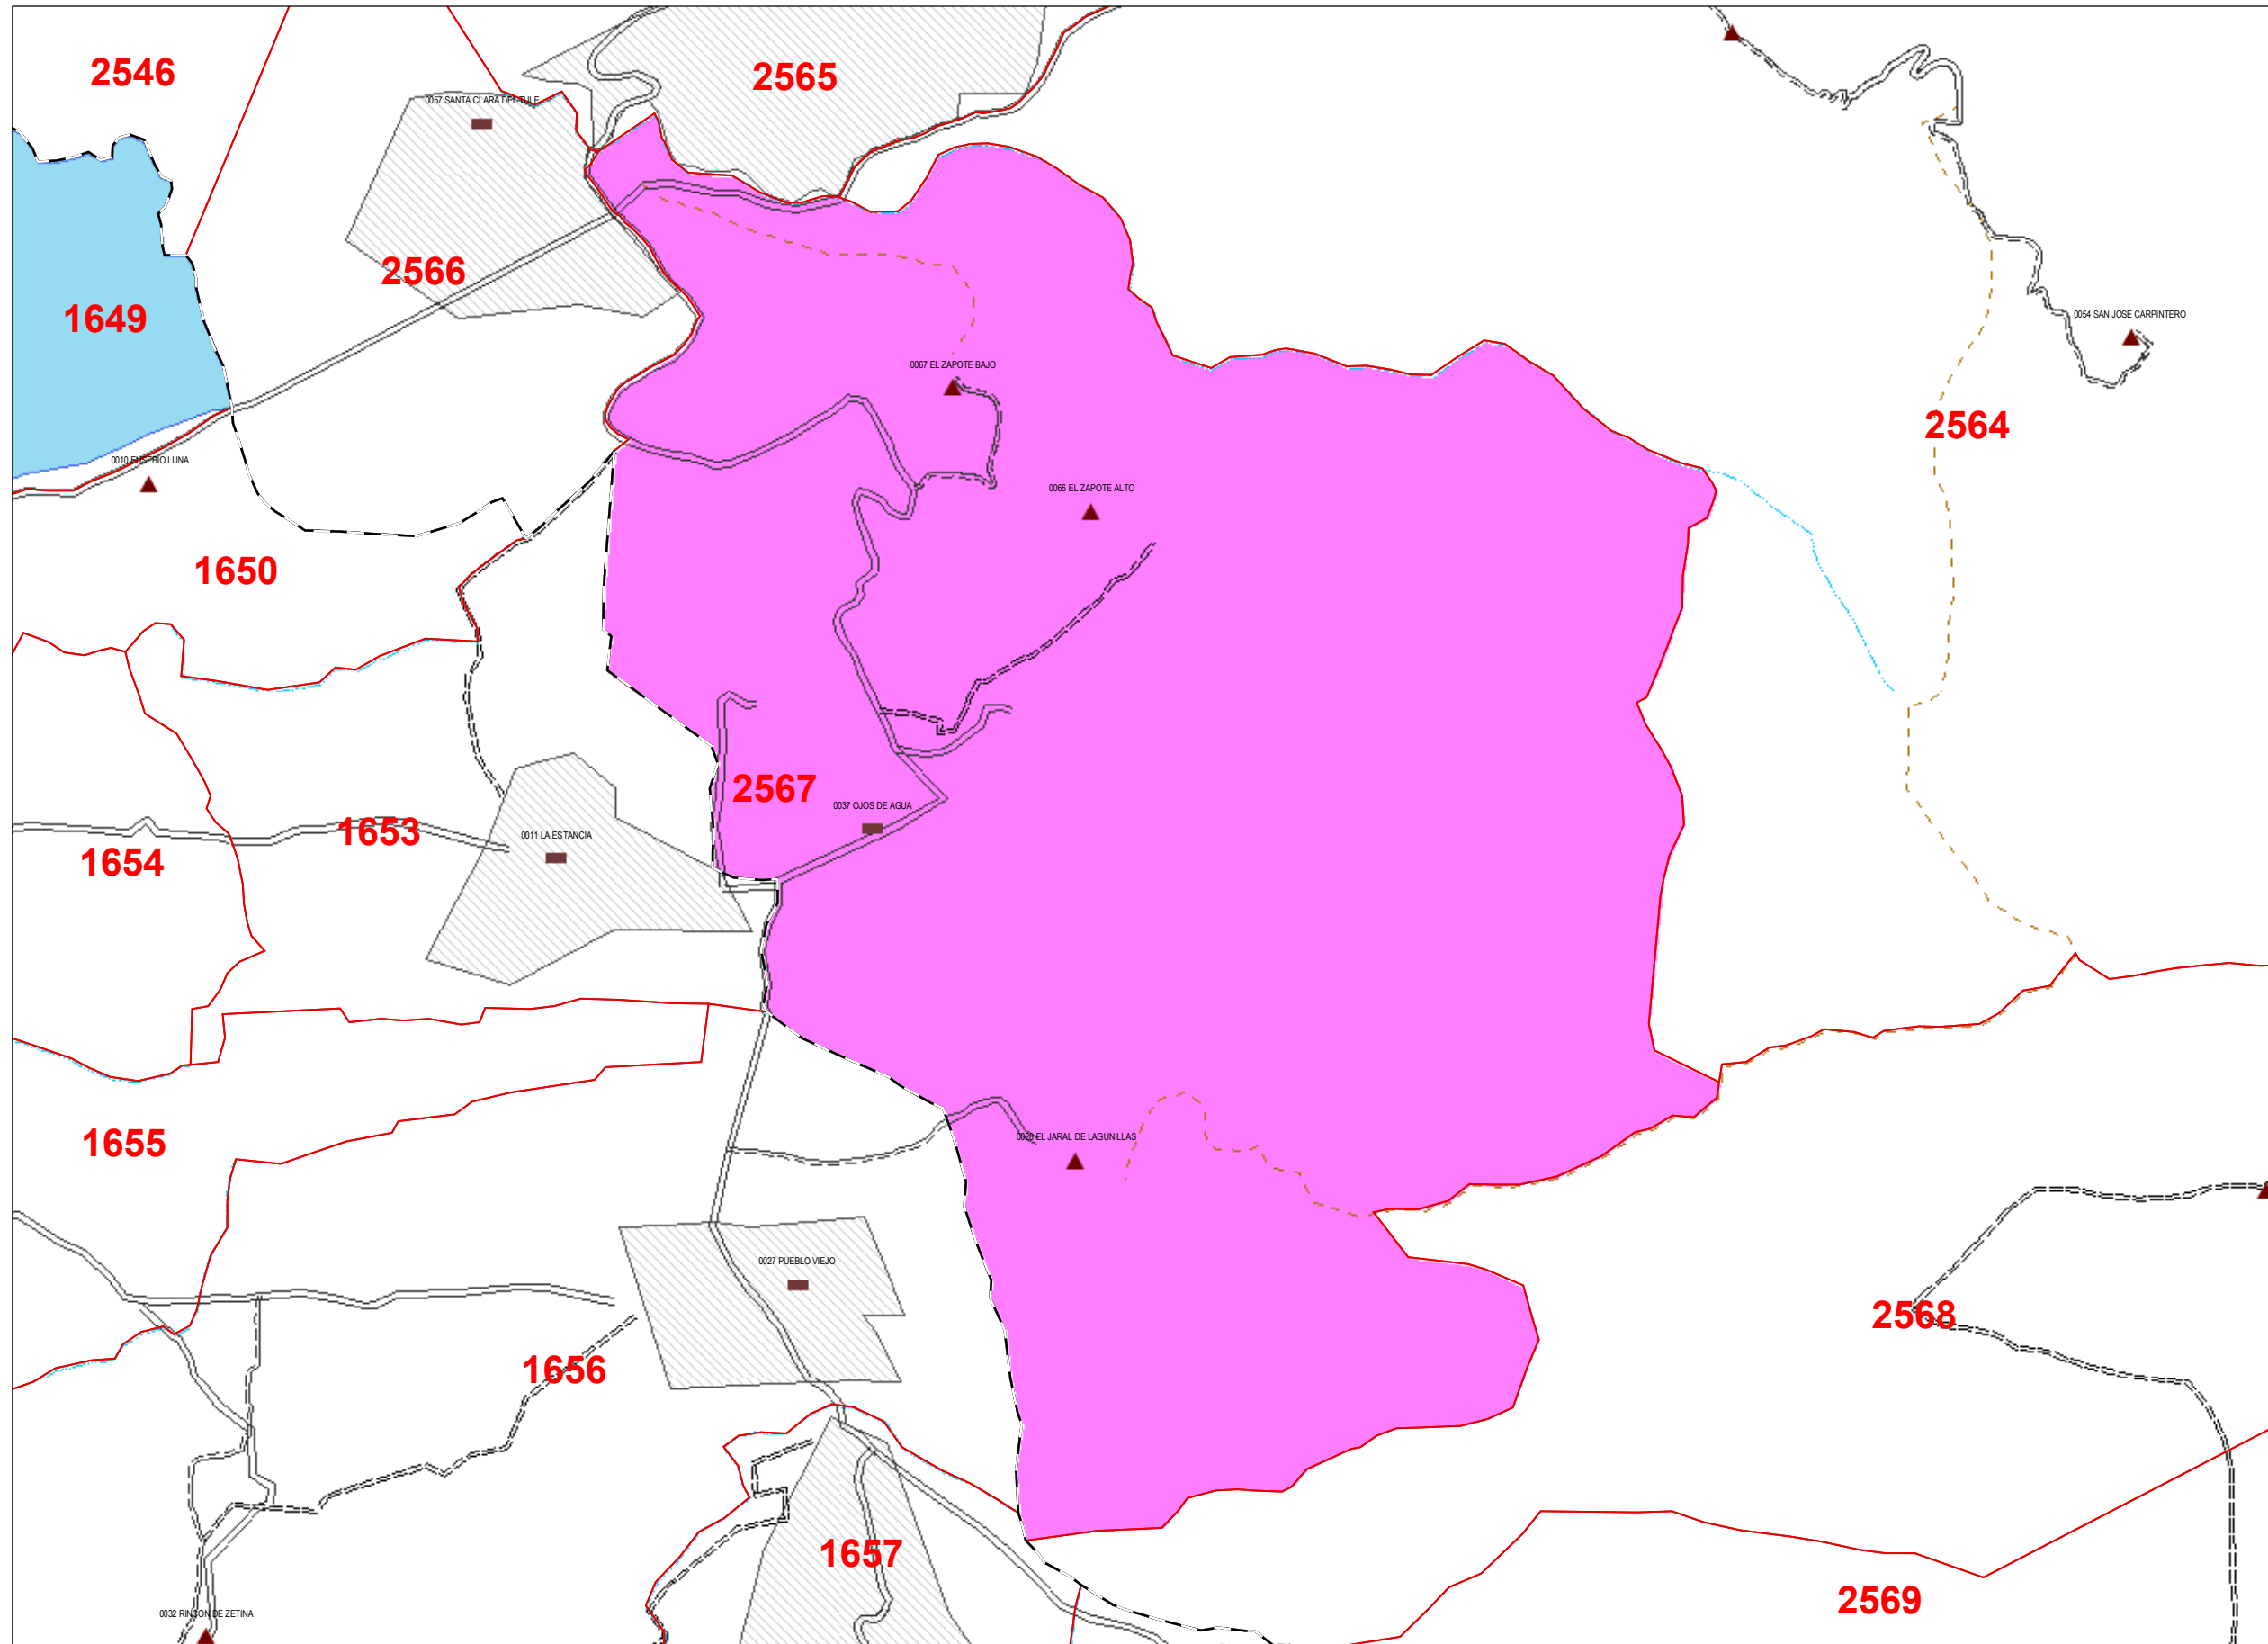 2546
2565
0057 SANTA CLARA DEL TULE
2566
1649
0054 SAN JOSE CARPINTERO
0067 EL ZAPOTE BAJO
2564
0010 EUSEBIO LUNA
0066 EL ZAPOTE ALTO
1650
2567
0037 OJOS DE AGUA
1653
0011 LA ESTANCIA
1654
1655
0028 EL JARAL DE LAGUNILLAS
0027 PUEBLO VIEJO
2568
1656
1657
2569
0032 RINCON DE ZETINA